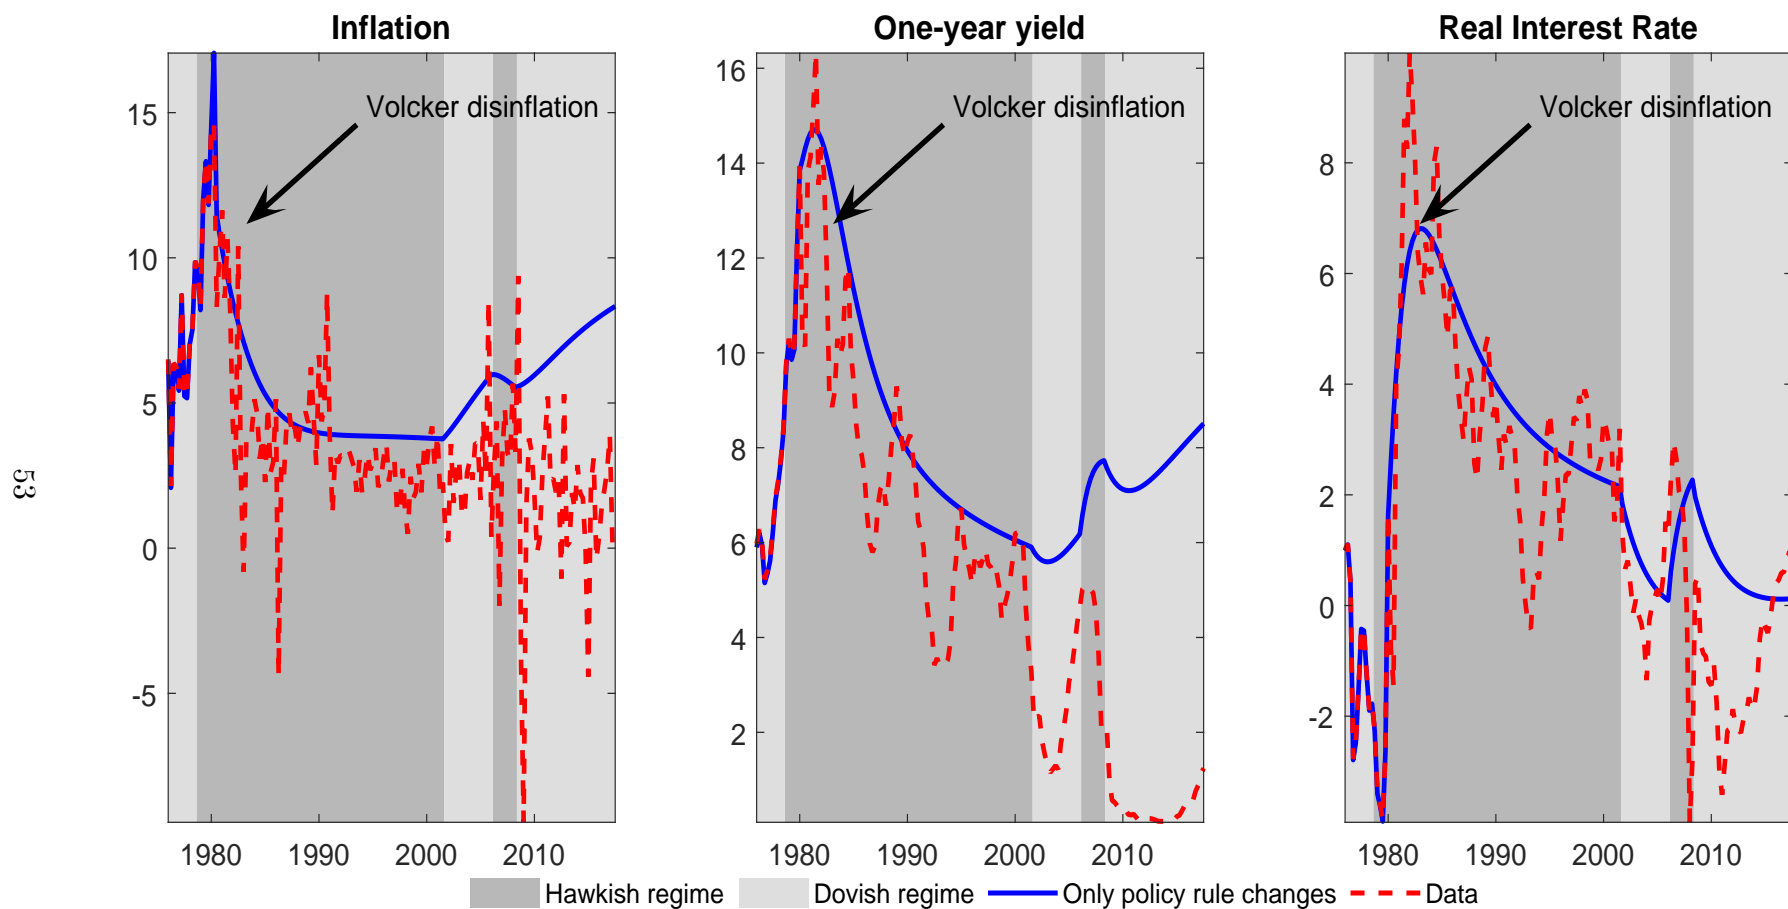 Inflation
One-year yield
Real Interest Rate
Volcker disinflation
Volcker disinflation
Volcker disinflation
15
10
5
0
-5
16
14
12
10
8
6
4
2
8
6
4
2
0
-2
1980 1990 2000 2010
1980 1990 2000 2010
1980 1990 2000 2010
Hawkish regime Dovish regime Only policy rule changes Data
53